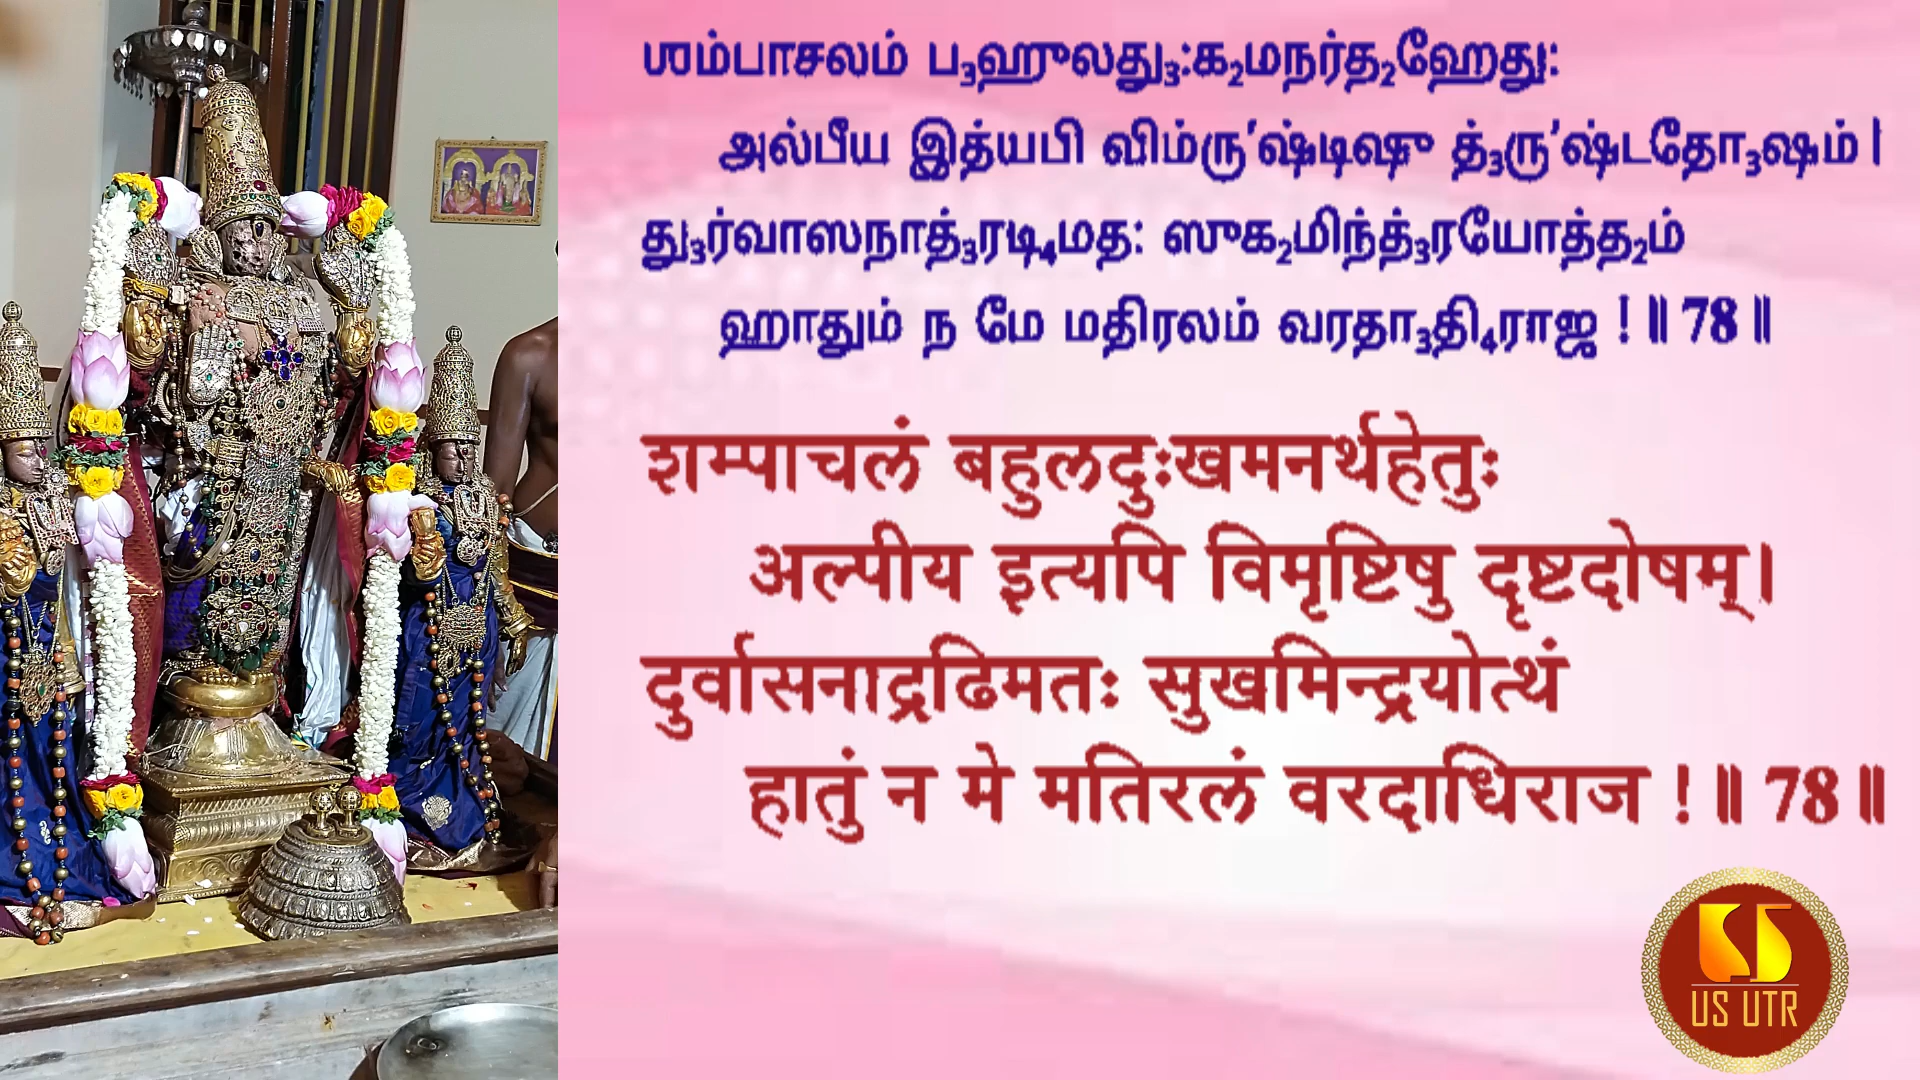 ஶம்பாசலம் ப₃ஹுலது₃:க₂மநர்த₂ஹேது:
அல்பீய இத்யபி விம்ரு'ஷ்டிஷு த்₃ரு'ஷ்டதோ₃ஷம் |
து₃ர்வாஸநாத்₃ரடி₄மத: ஸுக₂மிந்த்₃ரயோத்த₂ம்
ஹாதும் ந மே மதிரலம் வரதா₃தி₄ராஜ ! ॥ 78 ॥
शम्पाचलं बहुलदुःखमनर्थहेतुः
अल्पीय इत्यपि विमृष्टिषु दृष्टदोषम्।
दुर्वासनाद्रढिमतः सुखमिन्द्रयोत्थं
हातुं न मे मतिरलं वरदाधिराज ! ॥ 78 ॥
US UTR